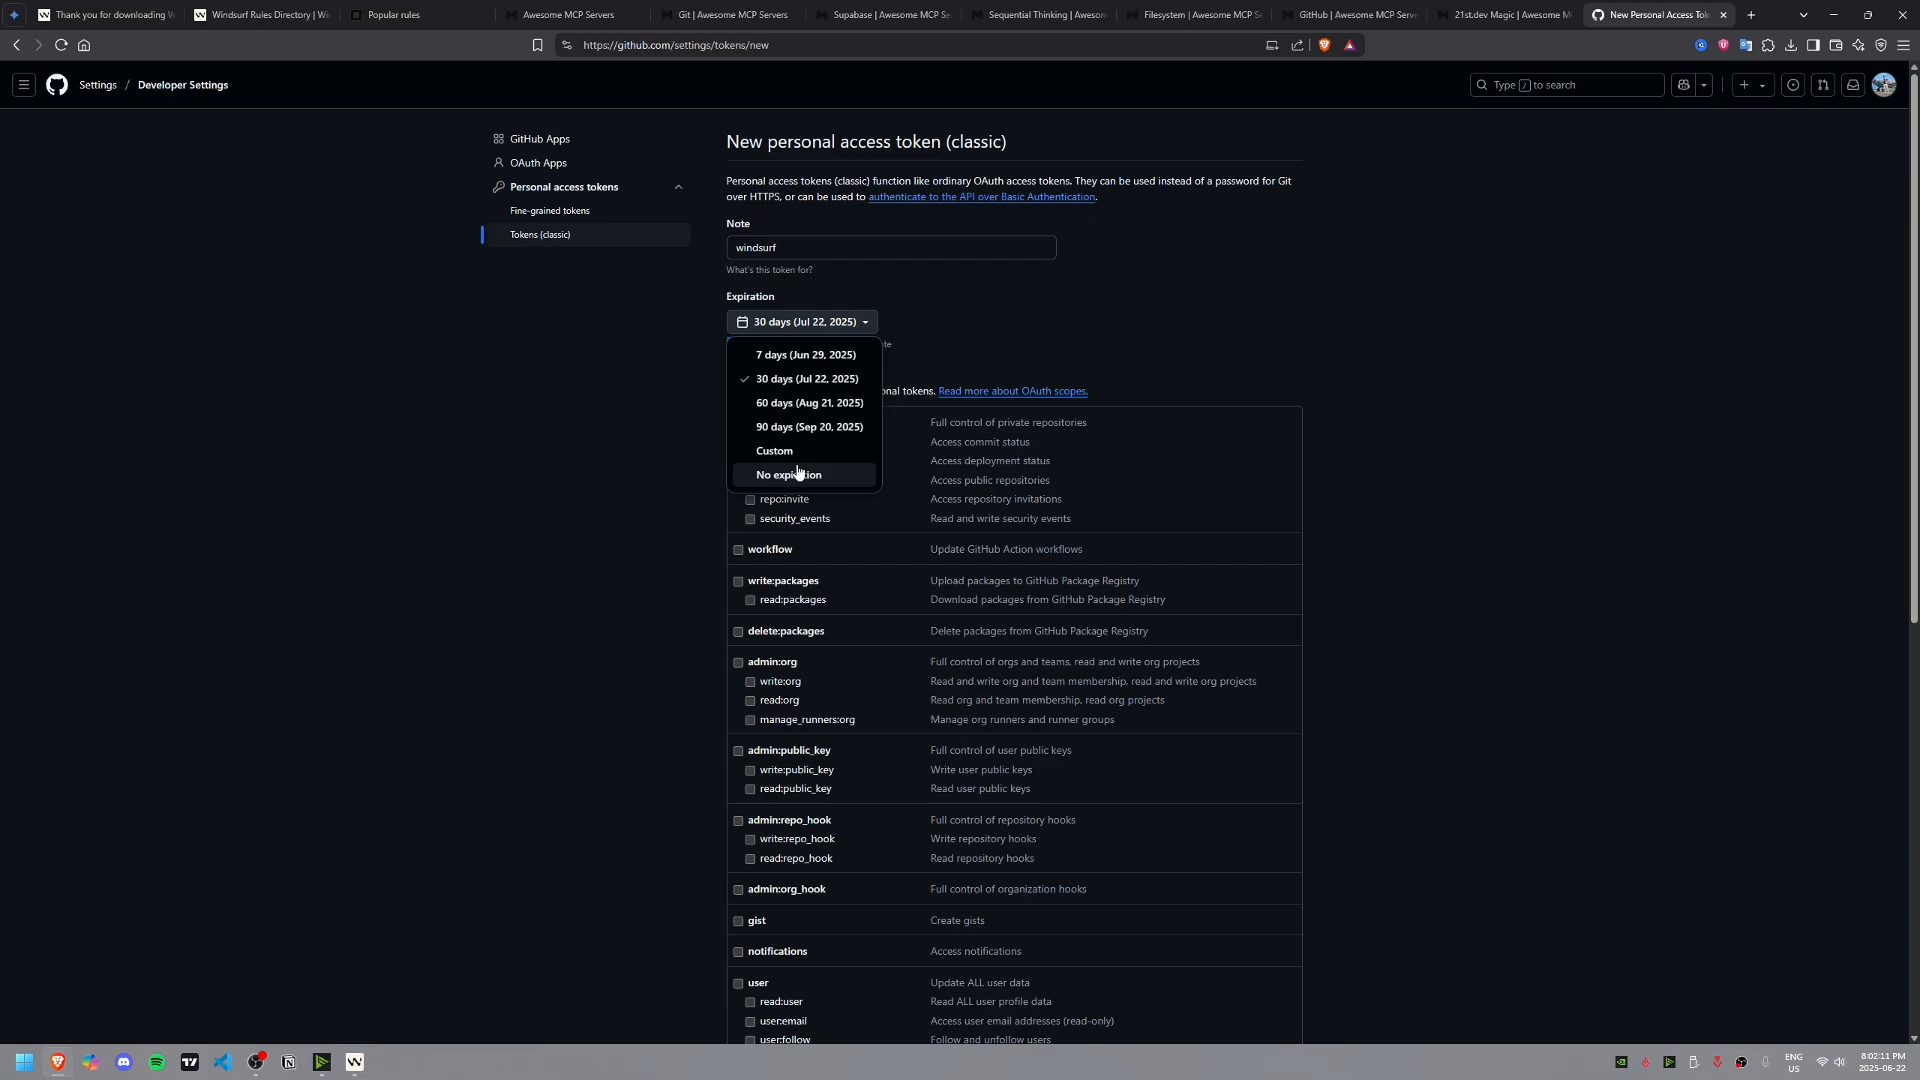 Thank you for downloading W
Windsurf Rules Directory | Wi
Popular rules
Awesome MCP Servers
Git | Awesome MCP Servers
Supabase | Awesome MCP Se
Sequential Thinking | Awesom
Filesystem | Awesome MCP Se
GitHub | Awesome MCP Serve
21st.dev Magic | Awesome M
New Personal Access Tok
https://github.com/settings/tokens/new
Settings / Developer Settings
Type / to search
GitHub Apps
OAuth Apps
Personal access tokens
Fine-grained tokens
Tokens (classic)
New personal access token (classic)
Personal access tokens (classic) function like ordinary OAuth access tokens. They can be used instead of a password for Git
over HTTPS, or can be used to authenticate to the API over Basic Authentication.
Note
windsurf
What's this token for?
Expiration
30 days (Jul 22, 2025)
7 days (Jun 29, 2025)
30 days (Jul 22, 2025)
60 days (Aug 21, 2025)
90 days (Sep 20, 2025)
Custom
No expiration
onal tokens. Read more about OAuth scopes.
Full control of private repositories
Access commit status
Access deployment status
Access public repositories
repo:invite Access repository invitations
security_events Read and write security events
workflow Update GitHub Action workflows
write:packages Upload packages to GitHub Package Registry
read:packages Download packages from GitHub Package Registry
delete:packages Delete packages from GitHub Package Registry
admin:org Full control of orgs and teams, read and write org projects
write:org Read and write org and team membership, read and write org projects
read:org Read org and team membership, read org projects
manage_runners:org Manage org runners and runner groups
admin:public_key Full control of user public keys
write:public_key Write user public keys
read:public_key Read user public keys
admin:repo_hook Full control of repository hooks
write:repo_hook Write repository hooks
read:repo_hook Read repository hooks
admin:org_hook Full control of organization hooks
gist Create gists
notifications Access notifications
user Update ALL user data
read:user Read ALL user profile data
user:email Access user email addresses (read-only)
user:follow Follow and unfollow users
ENG
US
8:02:11 PM
2025-06-22